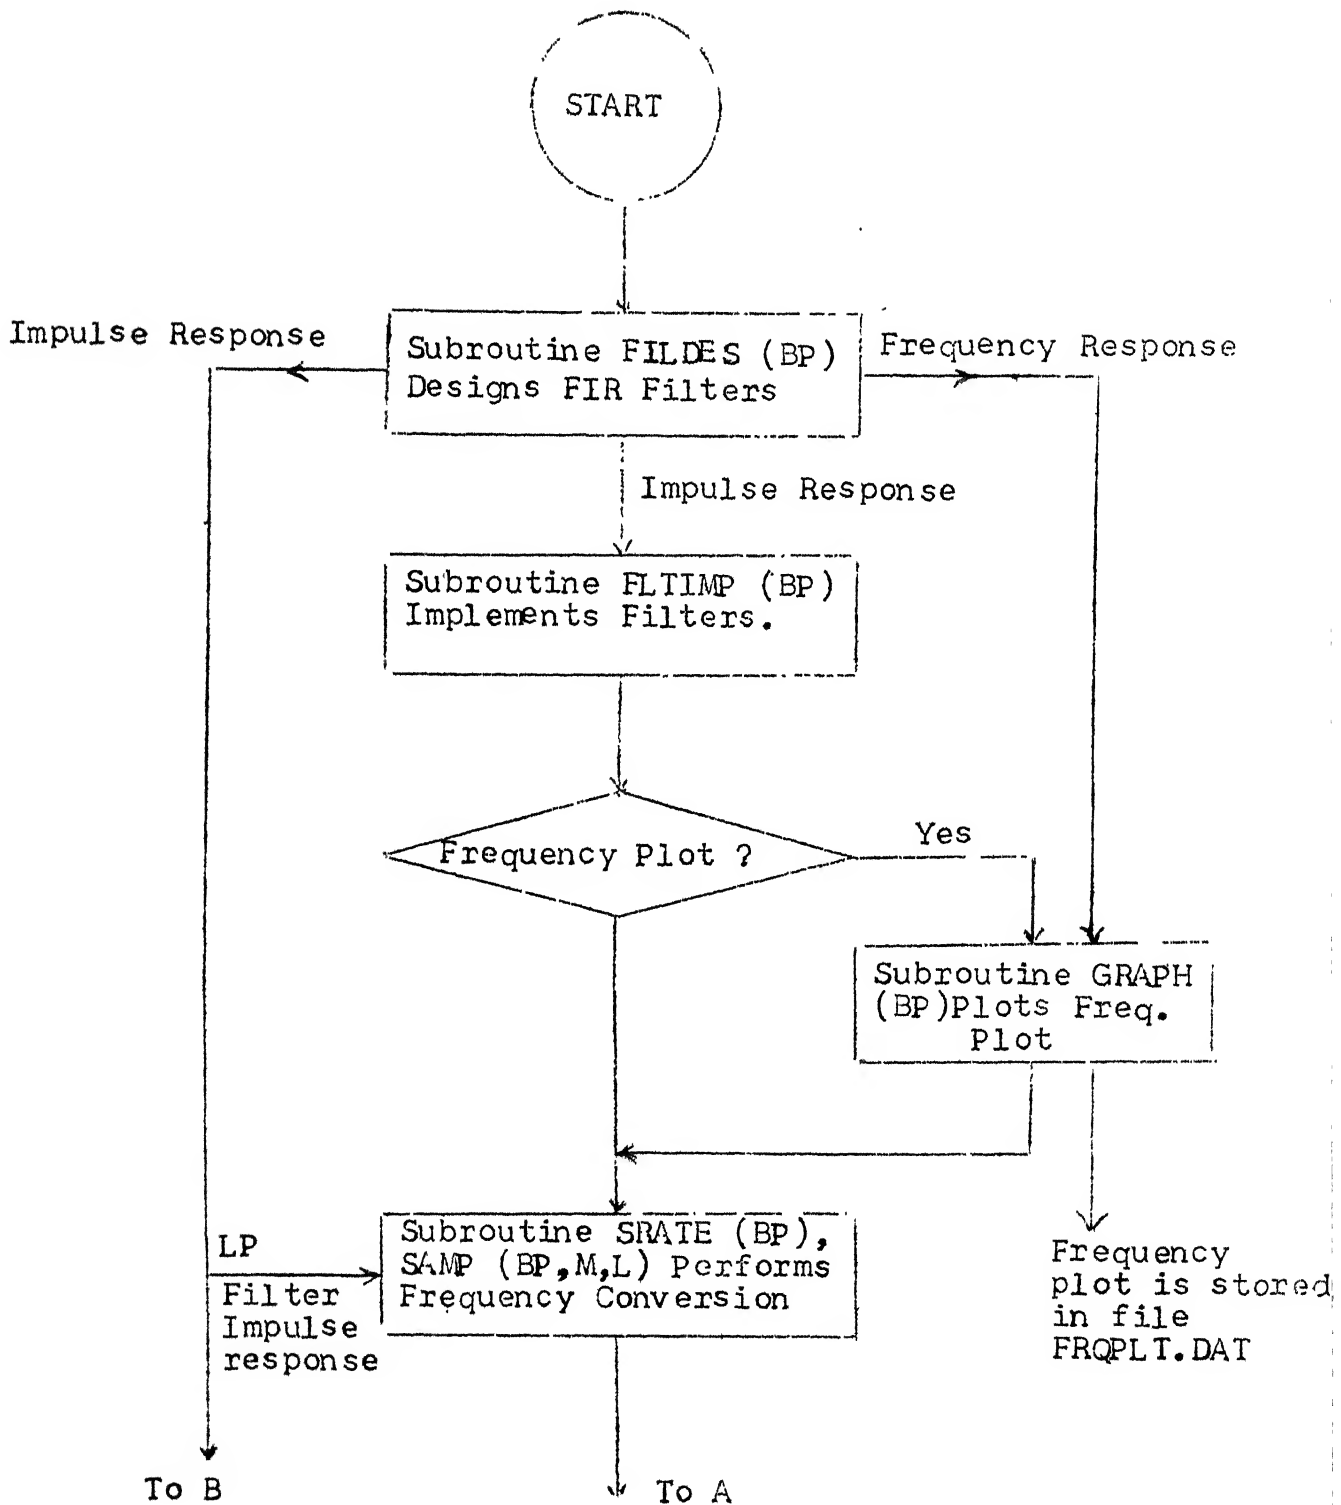 START
Impulse Response
Subroutine FILDES (BP)
Designs FIR Filters
Frequency Response
Impulse Response
Subroutine FLTIMP (BP)
Implements Filters.
Frequency Plot ?
Yes
Subroutine GRAPH
(BP)Plots Freq.
Plot
Subroutine SRATE (BP),
SAMP (BP,M,L) Performs
Frequency Conversion
LP
Filter
Impulse
response
Frequency
plot is stored
in file
FRQPLT.DAT
To B
To A